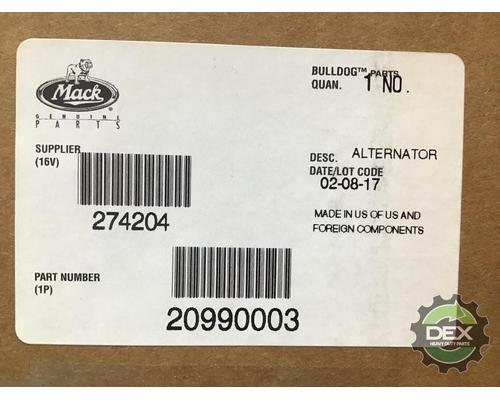 Mack
®
GENUINE
PARTS
BULLDOG™ PARTS
QUAN. 1 NO.
SUPPLIER
(16V)
274204
DESC. ALTERNATOR
DATE/LOT CODE
02-08-17
MADE IN US OF US AND
FOREIGN COMPONENTS
PART NUMBER
(1P)
20990003
DEX
HEAVY DUTY PARTS